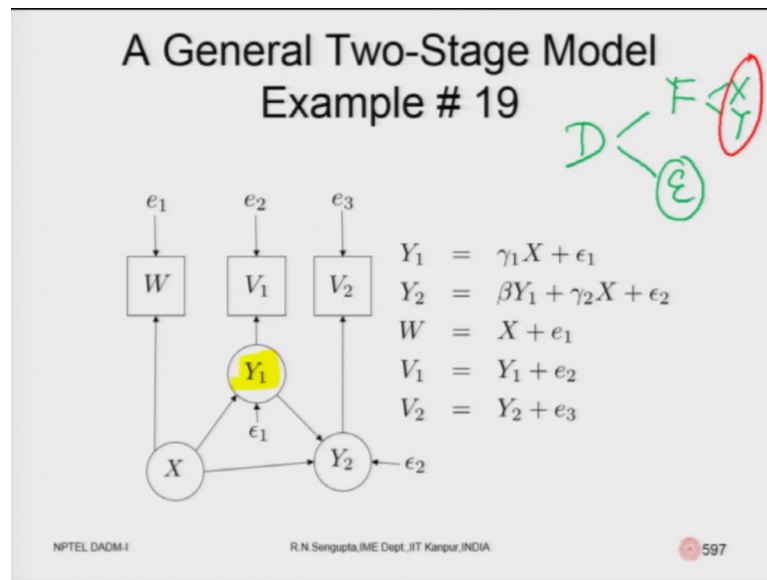 A General Two-Stage Model
Example # 19
D < F < X
Y
ε
e₁ e₂ e₃
W V₁ V₂
Y₁ = γ₁X + ϵ₁
Y₂ = βY₁ + γ₂X + ϵ₂
W = X + e₁
V₁ = Y₁ + e₂
V₂ = Y₂ + e₃
Y₁
ϵ₁
X Y₂ ϵ₂
NPTEL DADM-I R.N.Sengupta,IME Dept.,IIT Kanpur,INDIA 597